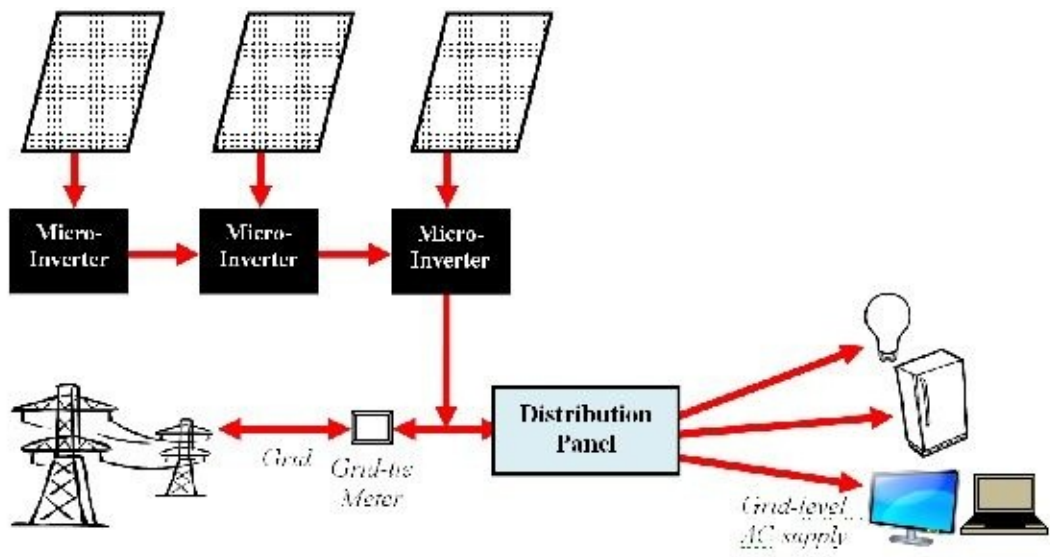 Micro-
Inverter
Micro-
Inverter
Micro-
Inverter
Distribution
Panel
Grid
Grid-tie
Meter
Grid-level
AC supply